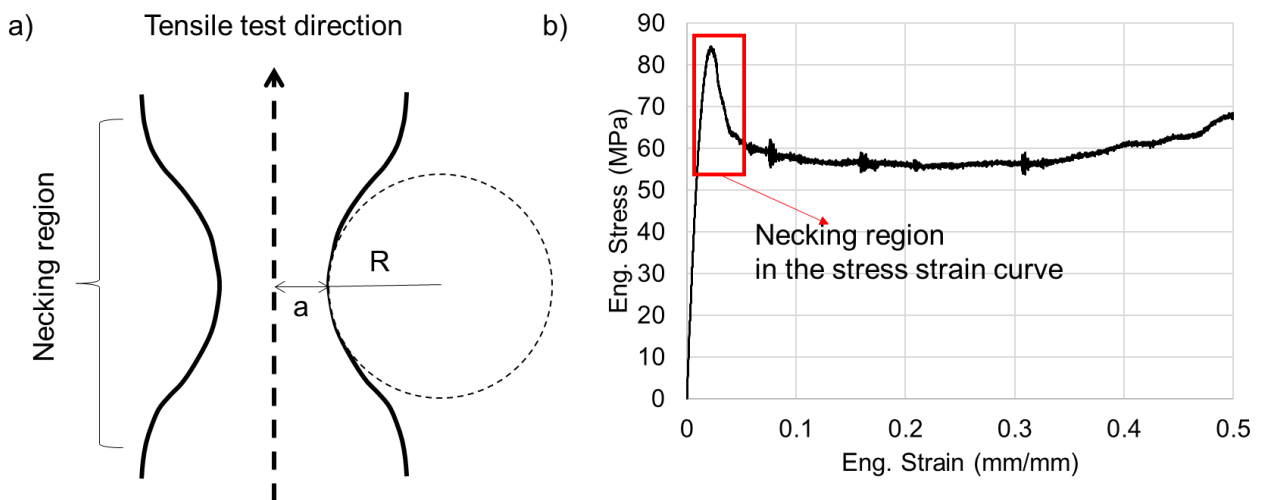 a)
Tensile test direction
Necking region
a
R
b)
Eng. Stress (MPa)
90
80
70
60
50
40
30
20
10
0
Necking region
in the stress strain curve
0 0.1 0.2 0.3 0.4 0.5
Eng. Strain (mm/mm)